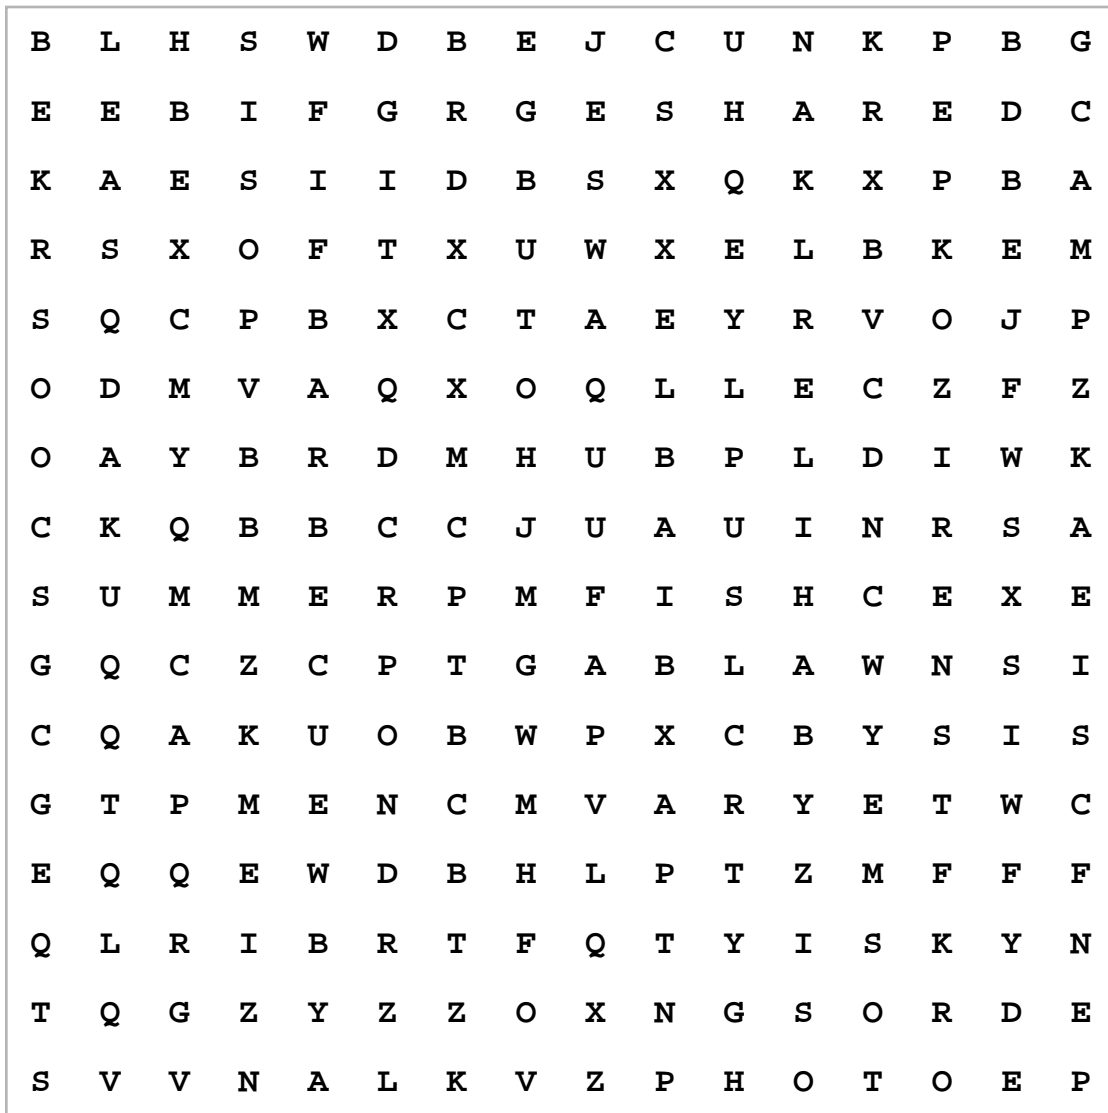 B L H S W D B E J C U N K P B G
E E B I F G R G E S H A R E D C
K A E S I I D B S X Q K X P B A
R S X O F T X U W X E L B K E M
S Q C P B X C T A E Y R V O J P
O D M V A Q X O Q L L E C Z F Z
O A Y B R D M H U B P L D I W K
C K Q B B C C J U A U I N R S A
S U M M E R P M F I S H C E X E
G Q C Z C P T G A B L A W N S I
C Q A K U O B W P X C B Y S I S
G T P M E N C M V A R Y E T W C
E Q Q E W D B H L P T Z M F F F
Q L R I B R T F Q T Y I S K Y N
T Q G Z Y Z Z O X N G S O R D E
S V V N A L K V Z P H O T O E P